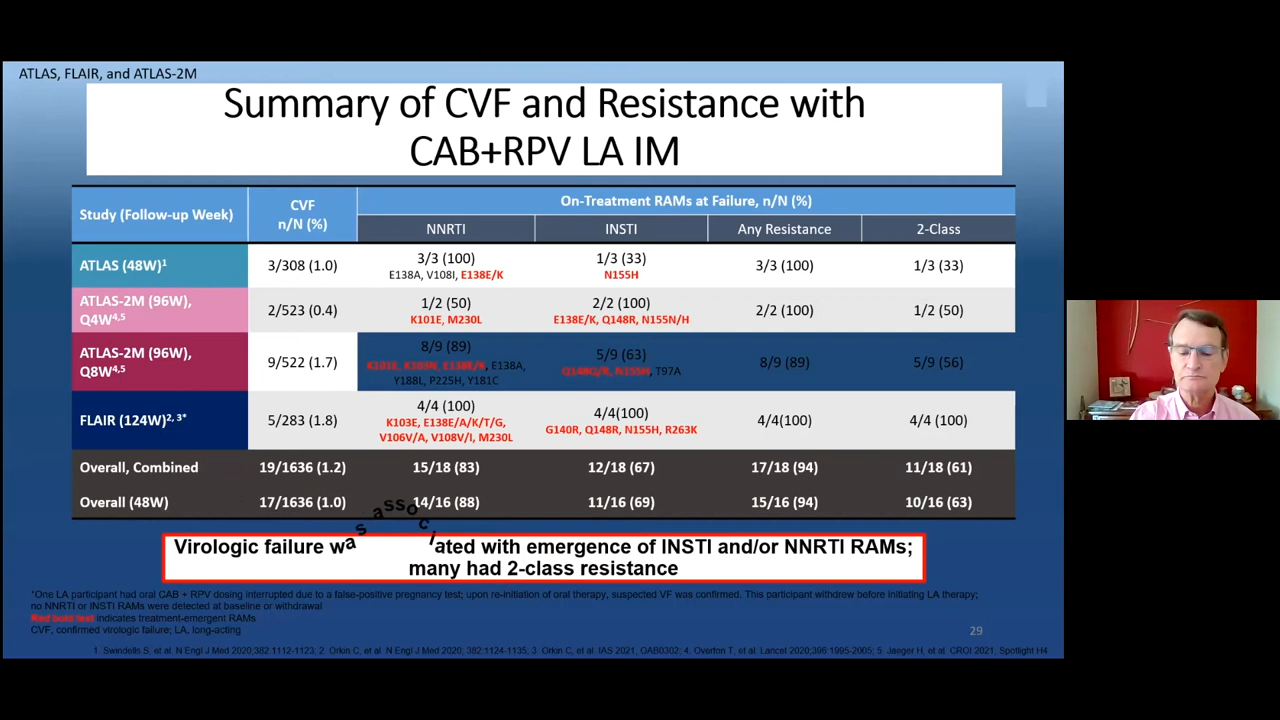 ATLAS, FLAIR, and ATLAS-2M
Summary of CVF and Resistance with
CAB+RPV LA IM
Study (Follow-up Week)
CVF
n/N (%)
On-Treatment RAMs at Failure, n/N (%)
NNRTI
INSTI
Any Resistance
2-Class
ATLAS (48W)1
3/308 (1.0)
3/3 (100)
E138A, V108I, E138E/K
1/3 (33)
N155H
3/3 (100)
1/3 (33)
ATLAS-2M (96W),
Q4W4,5
2/523 (0.4)
1/2 (50)
K101E, M230L
2/2 (100)
E138E/K, Q148R, N155N/H
2/2 (100)
1/2 (50)
ATLAS-2M (96W),
Q8W4,5
9/522 (1.7)
8/9 (89)
K101E, K103N, E138E/K, E138A,
Y188L, P225H, Y181C
5/9 (63)
Q148Q/R, N155H, T97A
8/9 (89)
5/9 (56)
FLAIR (124W)2, 3*
5/283 (1.8)
4/4 (100)
K103E, E138E/A/K/T/G,
V106V/A, V108V/I, M230L
4/4(100)
G140R, Q148R, N155H, R263K
4/4(100)
4/4 (100)
Overall, Combined
19/1636 (1.2)
15/18 (83)
12/18 (67)
17/18 (94)
11/18 (61)
Overall (48W)
17/1636 (1.0)
14/16 (88)
11/16 (69)
15/16 (94)
10/16 (63)
Virologic failure was associated with emergence of INSTI and/or NNRTI RAMs;
many had 2-class resistance
*One LA participant had oral CAB + RPV dosing interrupted due to a false-positive pregnancy test; upon re-initiation of oral therapy, suspected VF was confirmed. This participant withdrew before initiating LA therapy;
no NNRTI or INSTI RAMs were detected at baseline or withdrawal
Red bold text indicates treatment-emergent RAMs
CVF, confirmed virologic failure; LA, long-acting
29
1. Swindells S, et al. N Engl J Med 2020;382:1112-1123; 2. Orkin C, et al. N Engl J Med 2020; 382:1124-1135; 3. Orkin C, et al. IAS 2021, OAB0302; 4. Overton T, et al. Lancet 2020;396:1995-2005; 5. Jaeger H, et al. CROI 2021, Spotlight H4